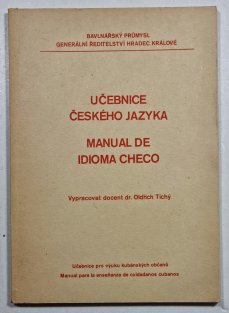 BAVLNÁŘSKÝ PRŮMYSL
GENERÁLNÍ ŘEDITELSTVÍ HRADEC KRÁLOVÉ
UČEBNICE
ČESKÉHO JAZYKA
MANUAL DE
IDIOMA CHECO
Vypracoval docent dr. Oldřich Tichý
Učebnice pro výuku kubánských občanů
Manual para la enseñanza de cuidadanos cubanos